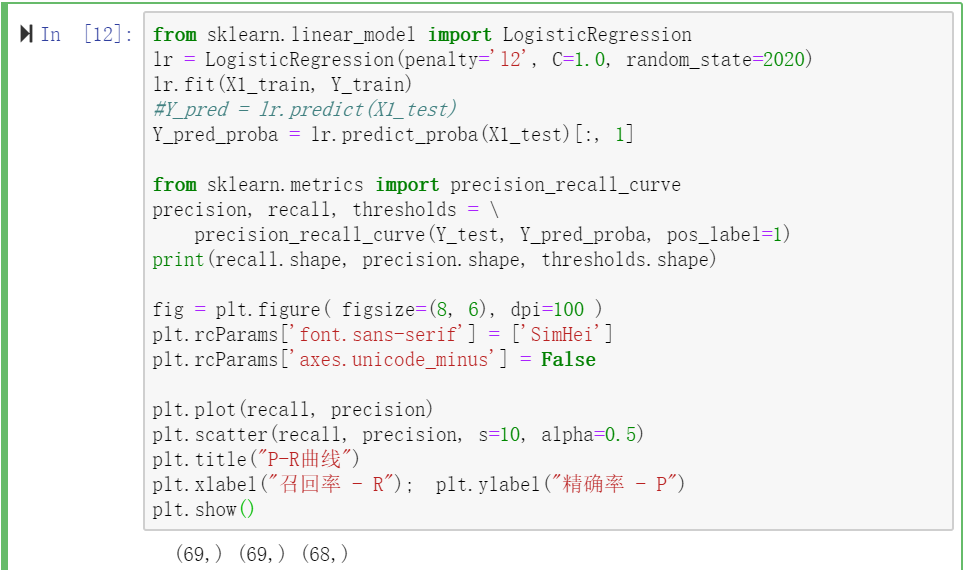 In [12]:
from sklearn.linear_model import LogisticRegression
lr = LogisticRegression(penalty='l2', C=1.0, random_state=2020)
lr.fit(X1_train, Y_train)
#Y_pred = lr.predict(X1_test)
Y_pred_proba = lr.predict_proba(X1_test)[:, 1]
from sklearn.metrics import precision_recall_curve
precision, recall, thresholds = \
    precision_recall_curve(Y_test, Y_pred_proba, pos_label=1)
print(recall.shape, precision.shape, thresholds.shape)
fig = plt.figure( figsize=(8, 6), dpi=100 )
plt.rcParams['font.sans-serif'] = ['SimHei']
plt.rcParams['axes.unicode_minus'] = False
plt.plot(recall, precision)
plt.scatter(recall, precision, s=10, alpha=0.5)
plt.title("P-R曲线")
plt.xlabel("召回率 - R");  plt.ylabel("精确率 - P")
plt.show()
(69,) (69,) (68,)